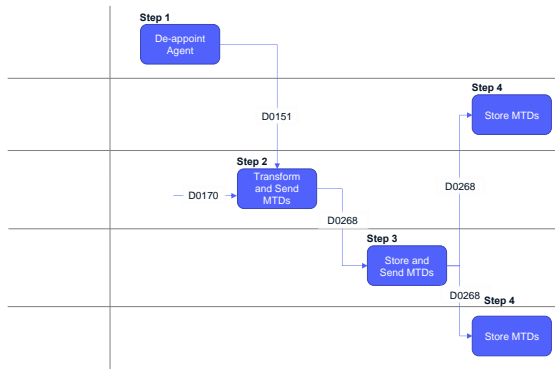 Step 1
De-appoint
Agent
Step 4
Store MTDs
D0151
Step 2
Transform
and Send
MTDs
D0170
D0268
D0268
Step 3
Store and
Send MTDs
D0268
Step 4
Store MTDs